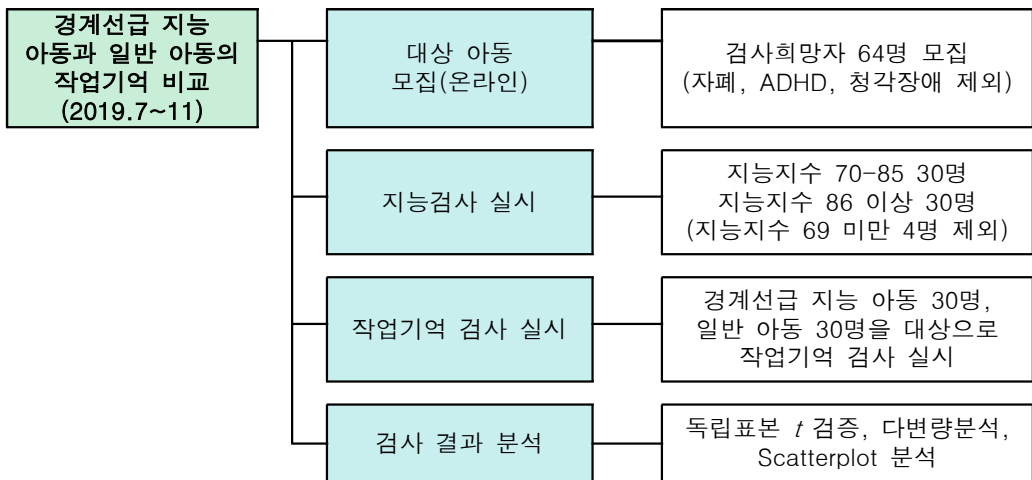 경계선급 지능
아동과 일반 아동의
작업기억 비교
(2019.7~11)
대상 아동
모집(온라인)
검사희망자 64명 모집
(자폐, ADHD, 청각장애 제외)
지능검사 실시
지능지수 70-85 30명
지능지수 86 이상 30명
(지능지수 69 미만 4명 제외)
작업기억 검사 실시
경계선급 지능 아동 30명,
일반 아동 30명을 대상으로
작업기억 검사 실시
검사 결과 분석
독립표본 t 검증, 다변량분석,
Scatterplot 분석